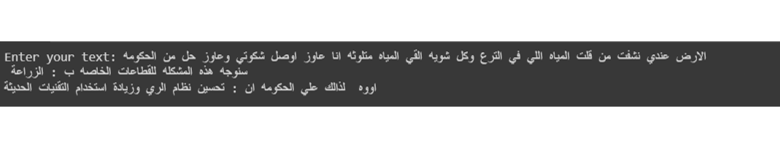 Enter your text: الارض عندي نشفت من قلت المياه اللي في الترع وكل شويه القي المياه متلوثه انا عاوز اوصل شكوتي وعاوز حل من الحكومه
سنوجه هذه المشكله للقطاعات الخاصه ب : الزراعة
اووه  لذالك علي الحكومه ان : تحسين نظام الري وزيادة استخدام التقنيات الحديثة